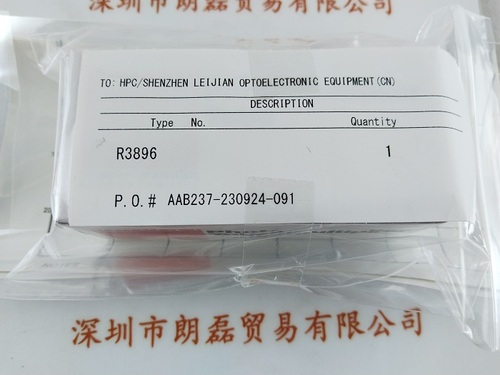 深圳市朗磊贸易有限公司
TO: HPC/SHENZHEN LEIJIAN OPTOELECTRONIC EQUIPMENT(CN)
DESCRIPTION
Type No. Quantity
R3896 1
P.O.# AAB237-230924-091
深圳市朗磊贸易有限公司